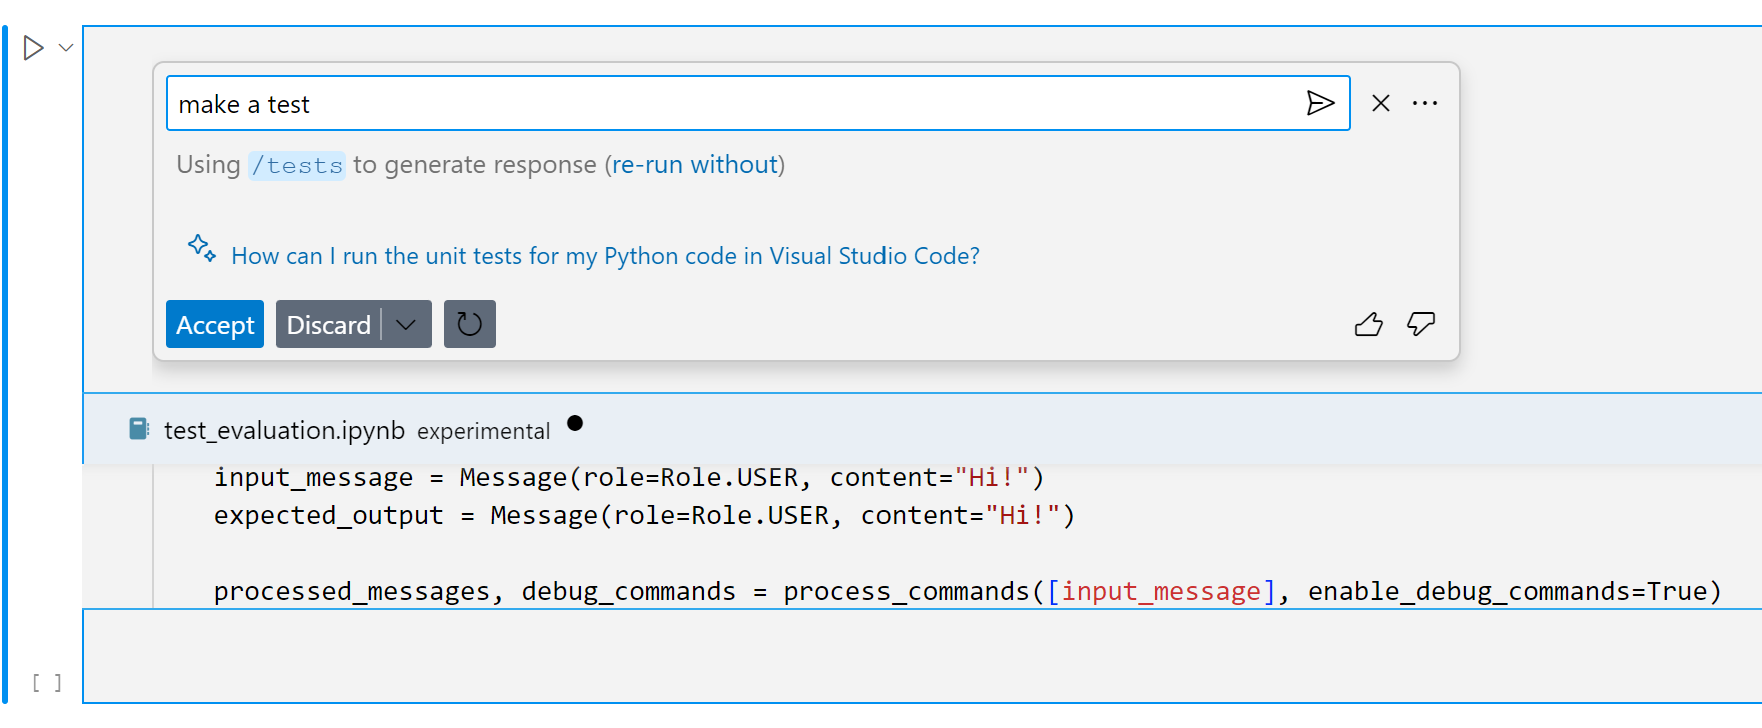 make a test
Using /tests to generate response (re-run without)
How can I run the unit tests for my Python code in Visual Studio Code?
Accept Discard
test_evaluation.ipynb experimental
input_message = Message(role=Role.USER, content="Hi!")
expected_output = Message(role=Role.USER, content="Hi!")
processed_messages, debug_commands = process_commands([input_message], enable_debug_commands=True)
[ ]